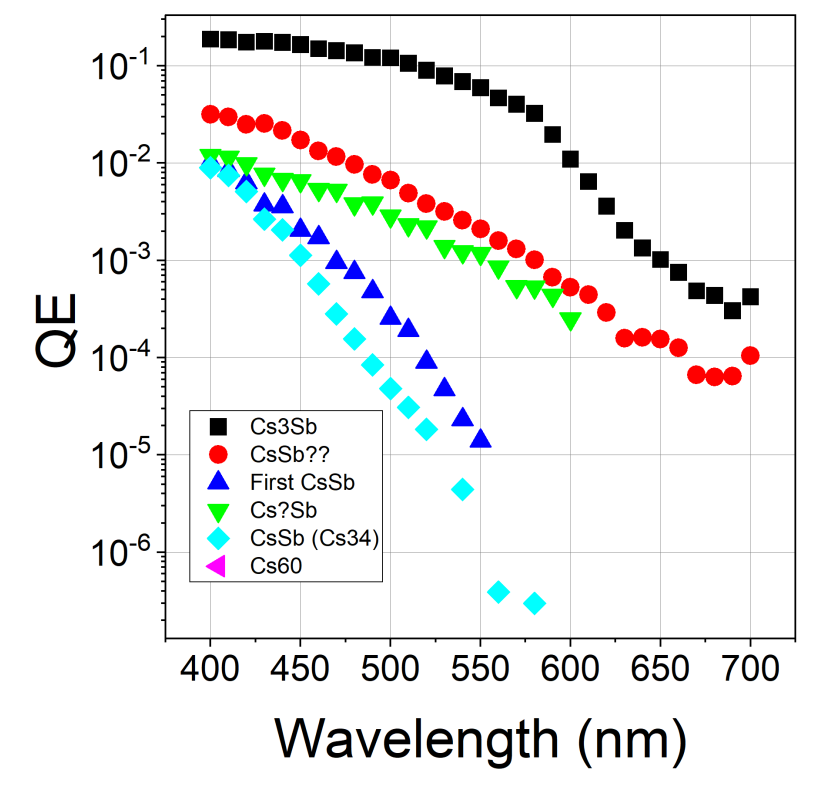 10⁻¹
10⁻²
10⁻³
10⁻⁴
10⁻⁵
10⁻⁶
QE
Cs3Sb
CsSb??
First CsSb
Cs?Sb
CsSb (Cs34)
Cs60
400 450 500 550 600 650 700
Wavelength (nm)